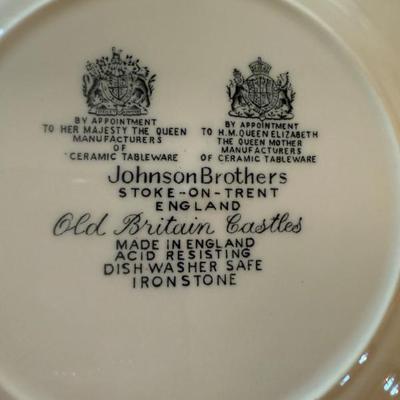 BY APPOINTMENT
TO HER MAJESTY THE QUEEN
MANUFACTURERS
OF
CERAMIC TABLEWARE
BY APPOINTMENT
TO H.M. QUEEN ELIZABETH
THE QUEEN MOTHER
MANUFACTURERS
OF CERAMIC TABLEWARE
Johnson Brothers
STOKE-ON-TRENT
ENGLAND
Old Britain Castles
MADE IN ENGLAND
ACID RESISTING
DISH WASHER SAFE
IRONSTONE